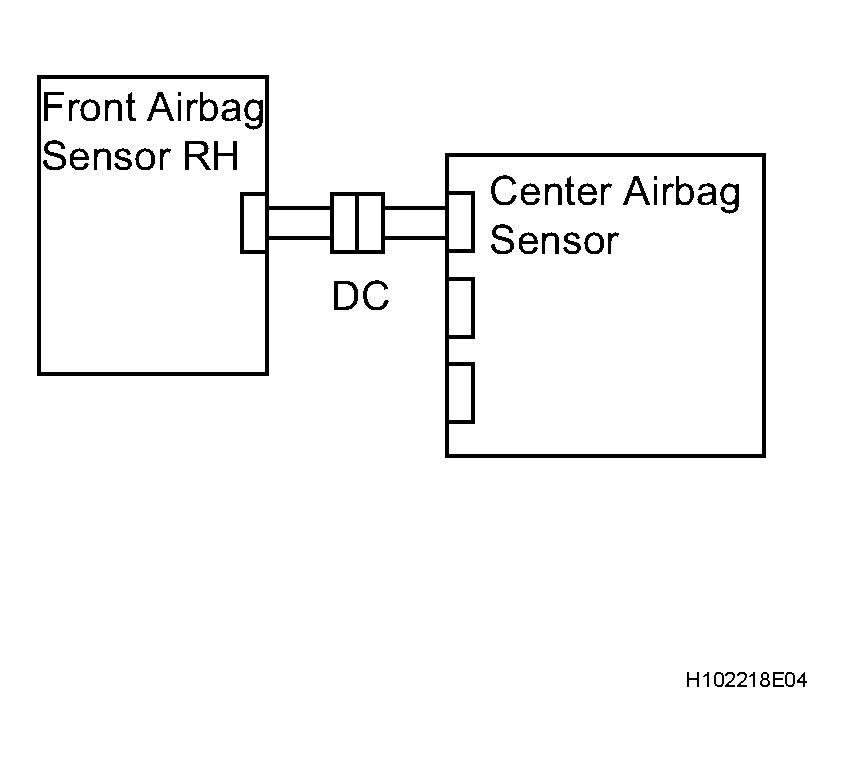 Front Airbag
Sensor RH
Center Airbag
Sensor
DC
H102218E04